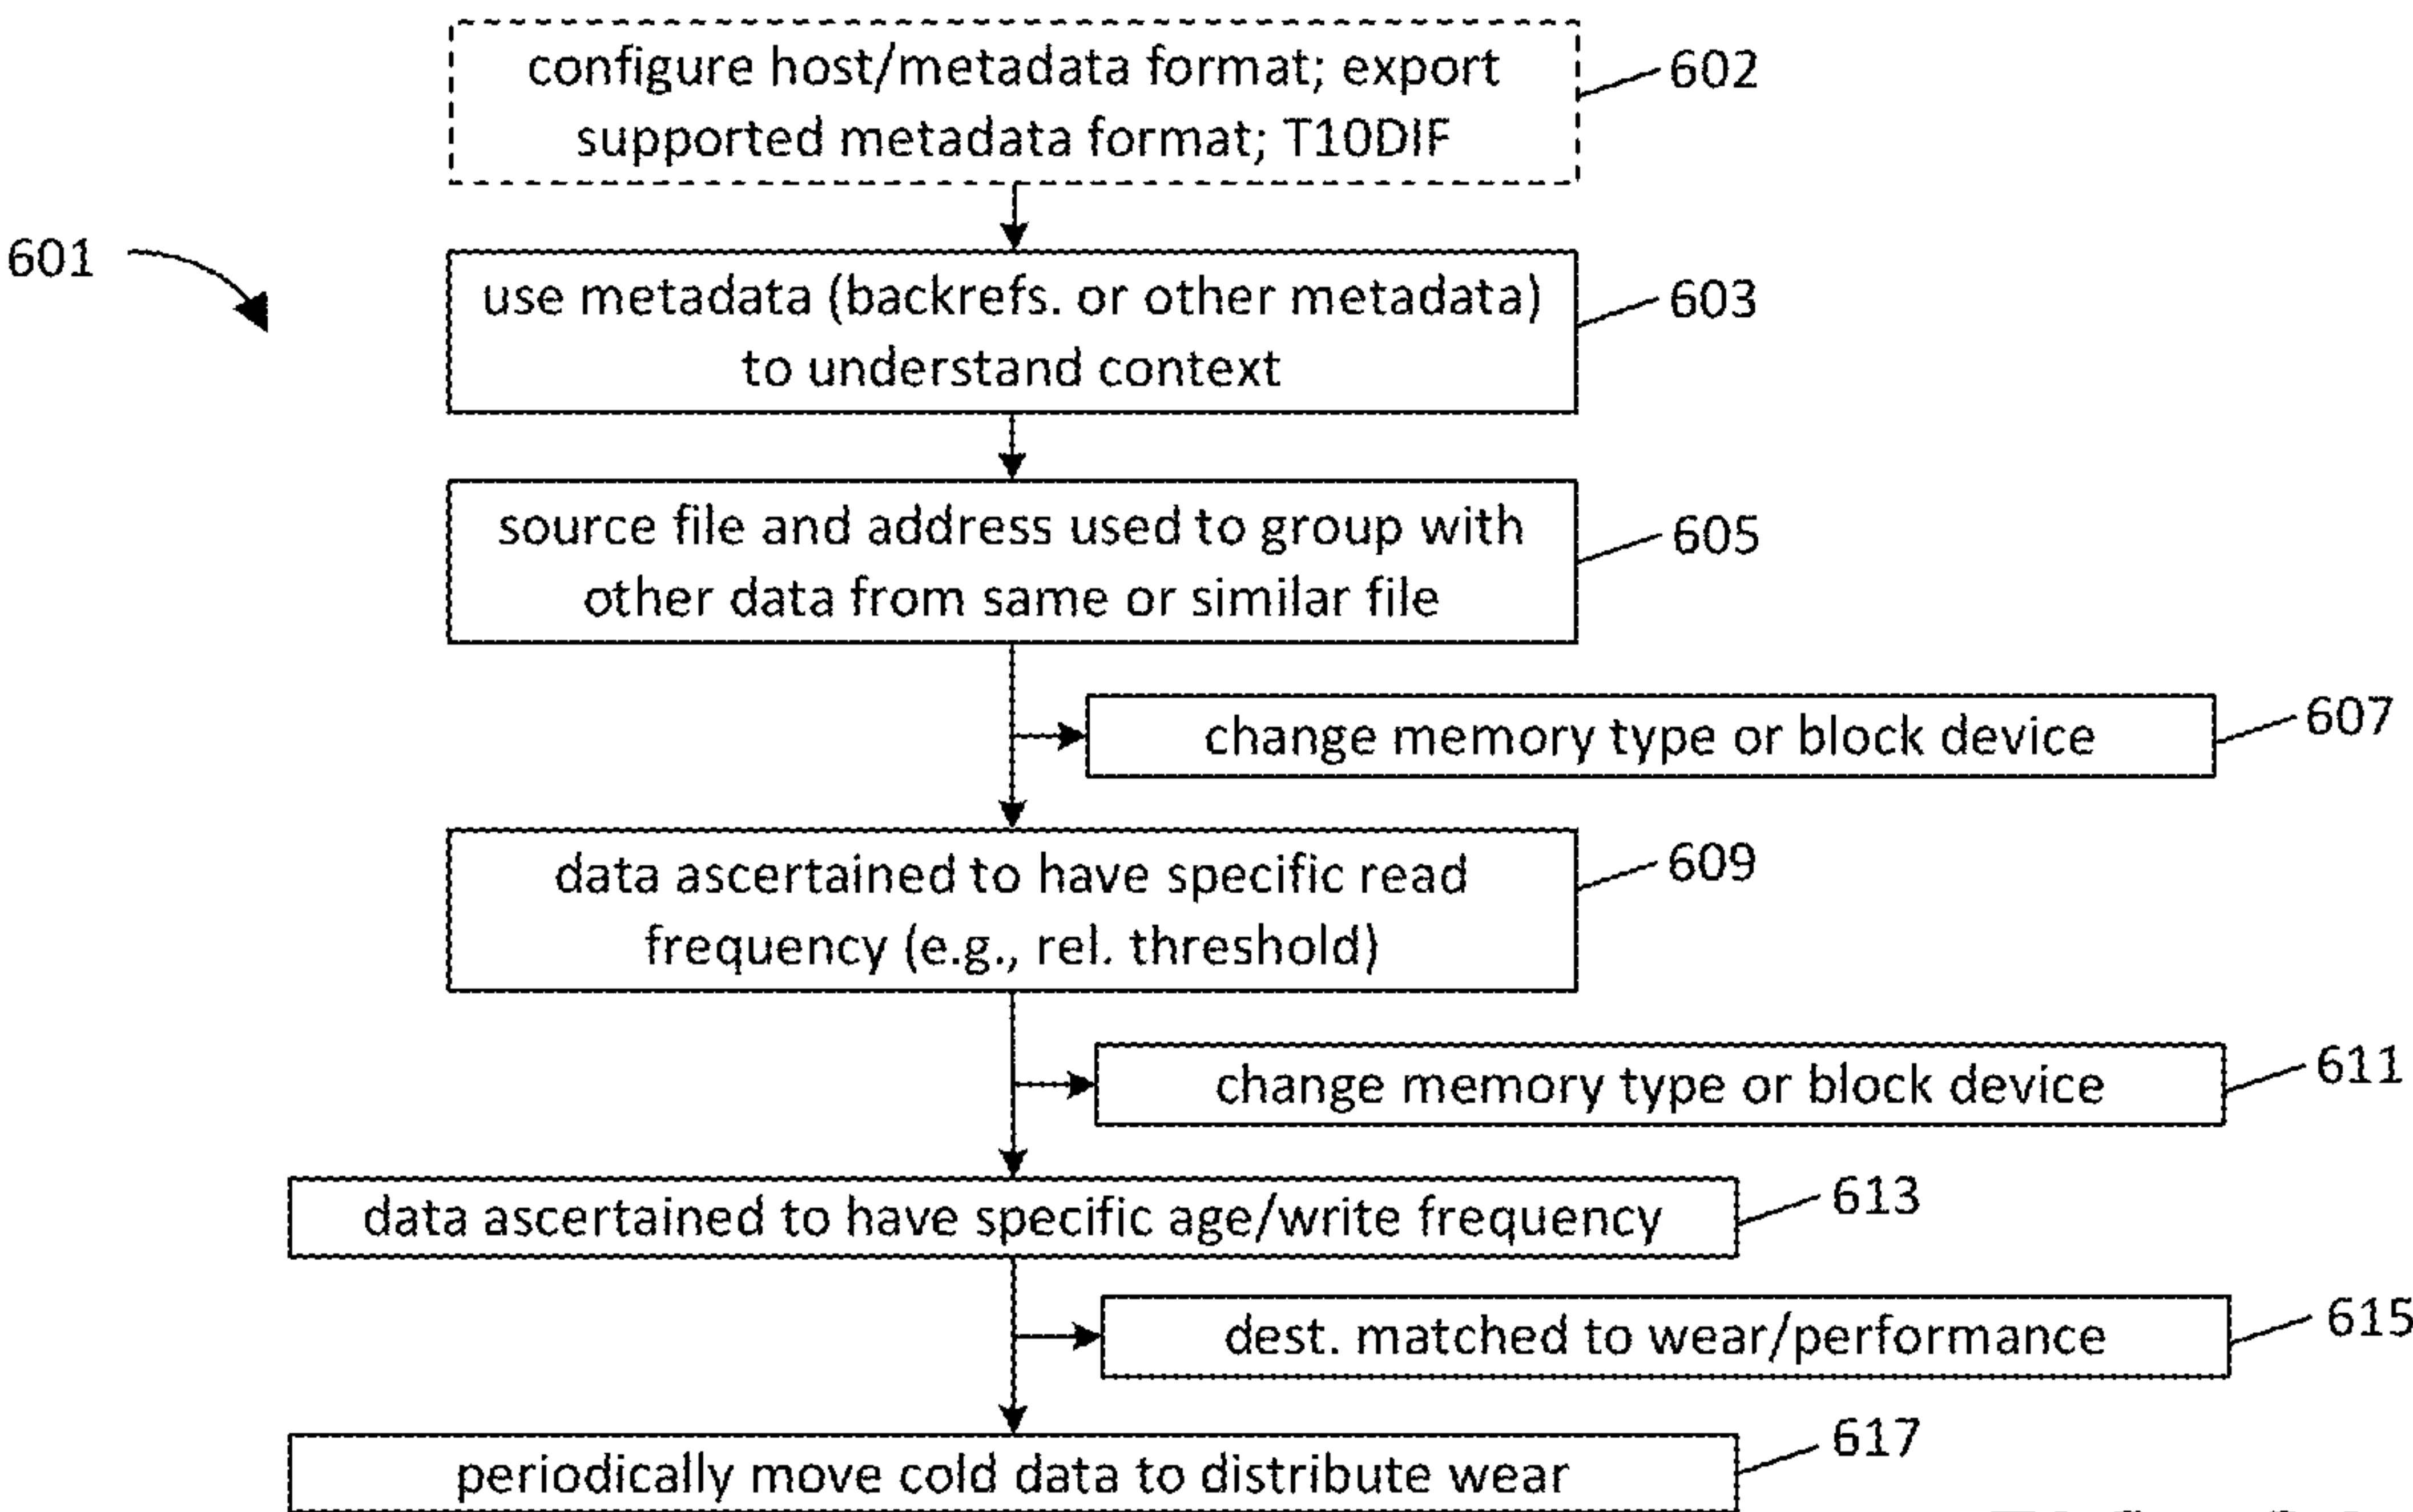 configure host/metadata format; export
supported metadata format; T10DIF
602
601
use metadata (backrefs. or other metadata)
to understand context
603
source file and address used to group with
other data from same or similar file
605
change memory type or block device
607
data ascertained to have specific read
frequency (e.g., rel. threshold)
609
change memory type or block device
611
data ascertained to have specific age/write frequency
613
dest. matched to wear/performance
615
periodically move cold data to distribute wear
617